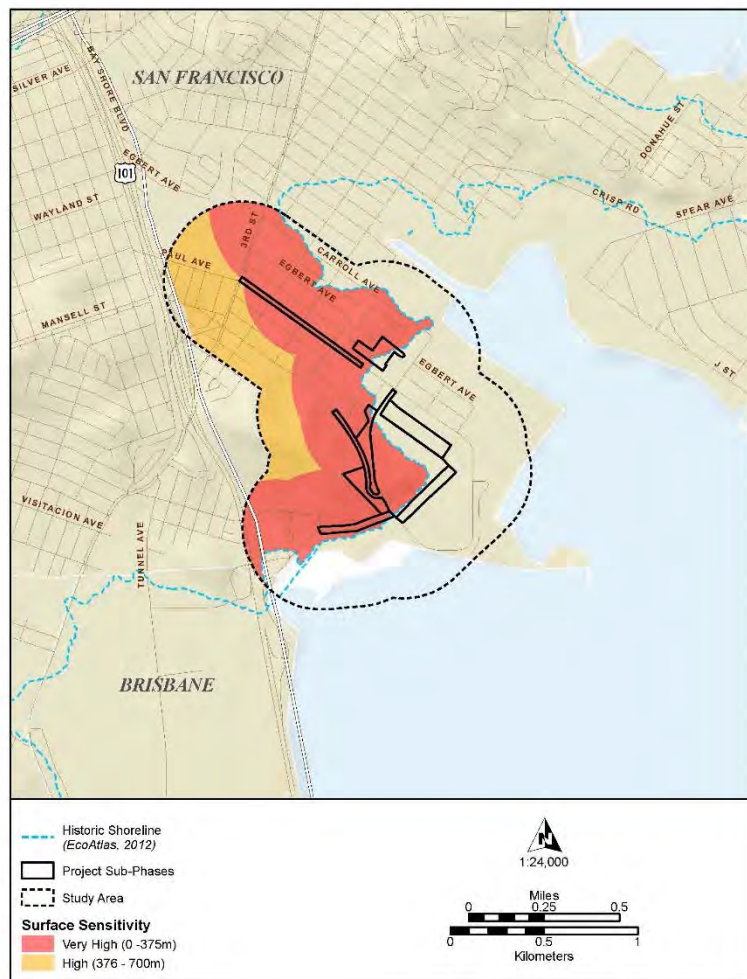 SILVER AVE
BAY SHORE BLVD
SAN FRANCISCO
EGBERT AVE
101
DONAHUE ST
CRISP RD
SPEAR AVE
WAYLAND ST
3RD ST
CARROLL AVE
PAUL AVE
EGBERT AVE
MANSELL ST
EGBERT AVE
J ST
VISITACION AVE
TUNNEL AVE
BRISBANE
Historic Shoreline
(EcoAtlas, 2012)
Project Sub-Phases
Study Area
Surface Sensitivity
Very High (0 -375m)
High (376 - 700m)
N
1:24,000
Miles
0 0.25 0.5
0 0.5 1
Kilometers